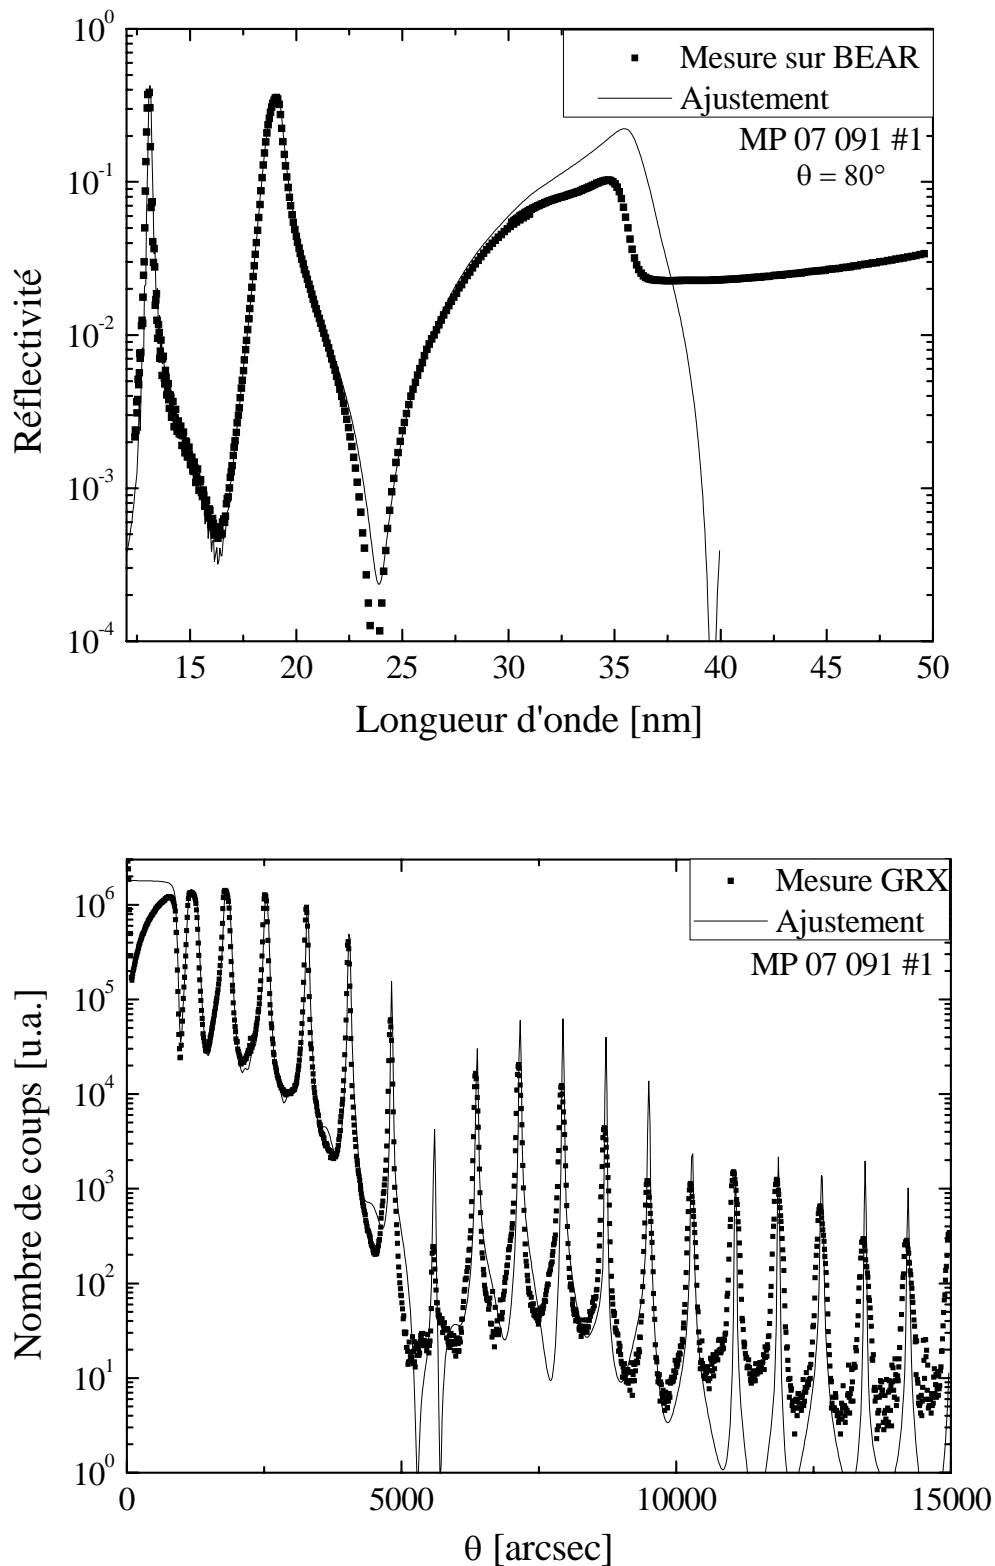 10^0
10^-1
10^-2
10^-3
10^-4
Réflectivité
Mesure sur BEAR
Ajustement
MP 07 091 #1
θ = 80°
15 20 25 30 35 40 45 50
Longueur d'onde [nm]
10^6
10^5
10^4
10^3
10^2
10^1
10^0
Nombre de coups [u.a.]
Mesure GRX
Ajustement
MP 07 091 #1
0 5000 10000 15000
θ [arcsec]